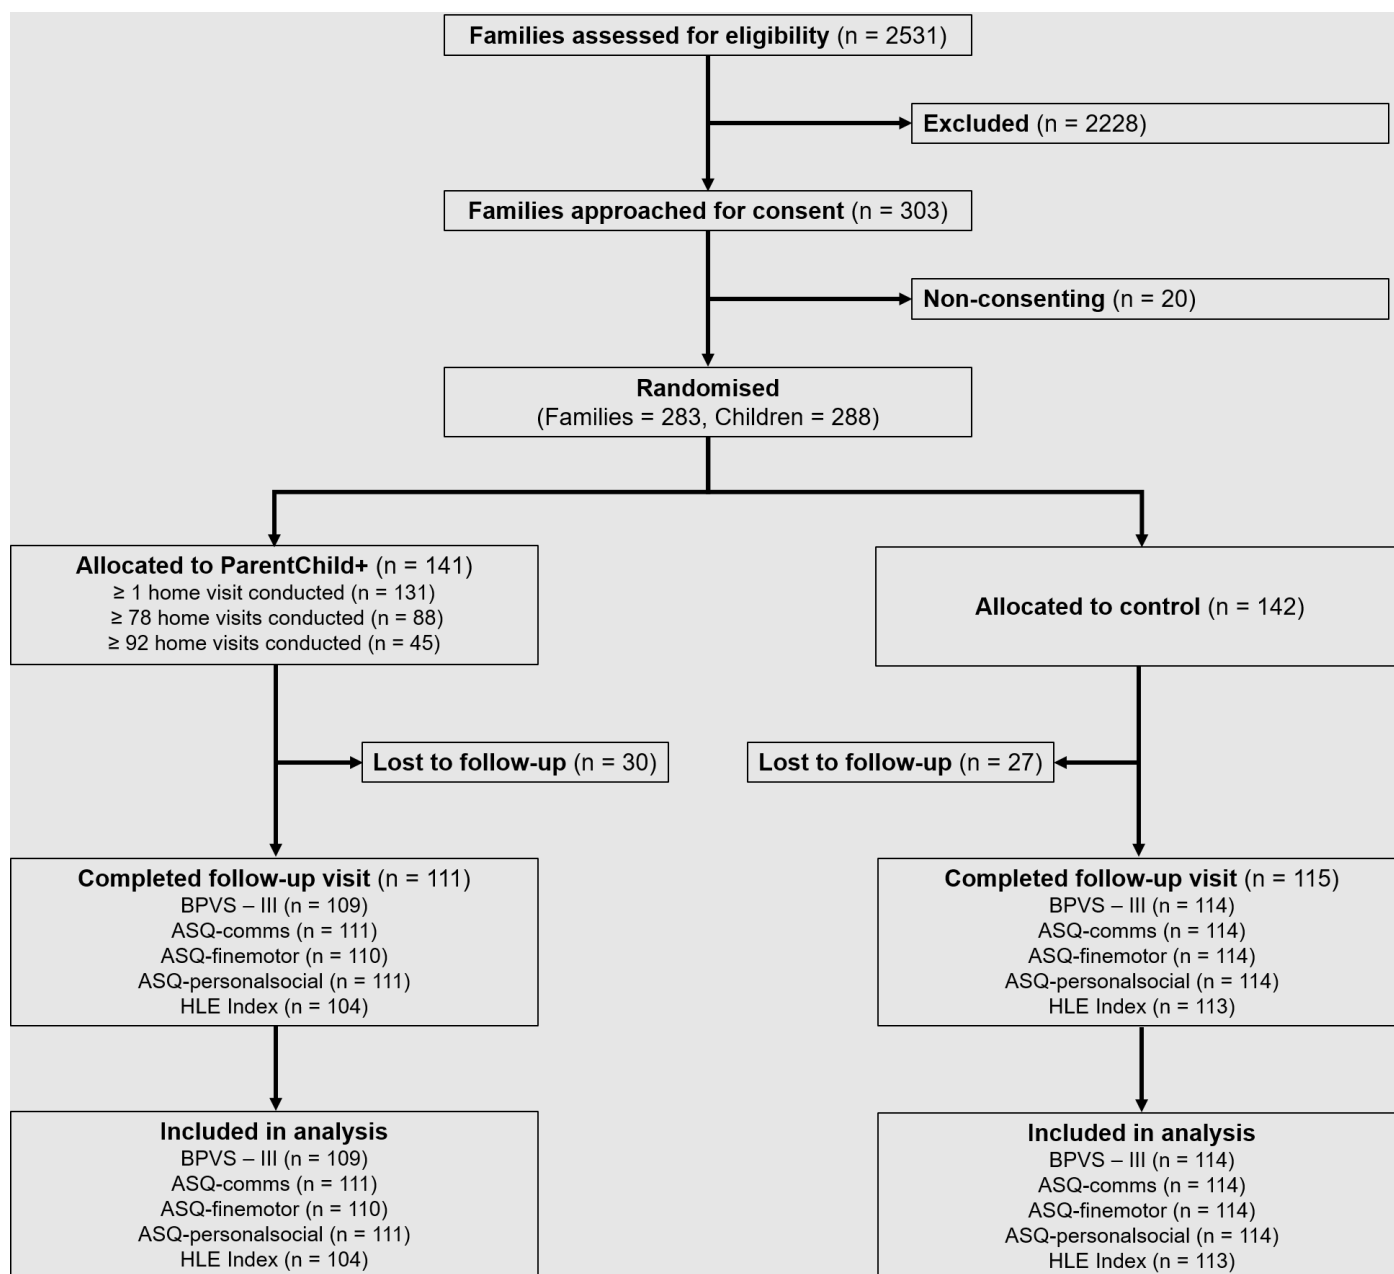 Families assessed for eligibility (n = 2531)
Excluded (n = 2228)
Families approached for consent (n = 303)
Non-consenting (n = 20)
Randomised
(Families = 283, Children = 288)
Allocated to ParentChild+ (n = 141)
≥ 1 home visit conducted (n = 131)
≥ 78 home visits conducted (n = 88)
≥ 92 home visits conducted (n = 45)
Allocated to control (n = 142)
Lost to follow-up (n = 30)
Lost to follow-up (n = 27)
Completed follow-up visit (n = 111)
BPVS – III (n = 109)
ASQ-comms (n = 111)
ASQ-finemotor (n = 110)
ASQ-personalsocial (n = 111)
HLE Index (n = 104)
Completed follow-up visit (n = 115)
BPVS – III (n = 114)
ASQ-comms (n = 114)
ASQ-finemotor (n = 114)
ASQ-personalsocial (n = 114)
HLE Index (n = 113)
Included in analysis
BPVS – III (n = 109)
ASQ-comms (n = 111)
ASQ-finemotor (n = 110)
ASQ-personalsocial (n = 111)
HLE Index (n = 104)
Included in analysis
BPVS – III (n = 114)
ASQ-comms (n = 114)
ASQ-finemotor (n = 114)
ASQ-personalsocial (n = 114)
HLE Index (n = 113)